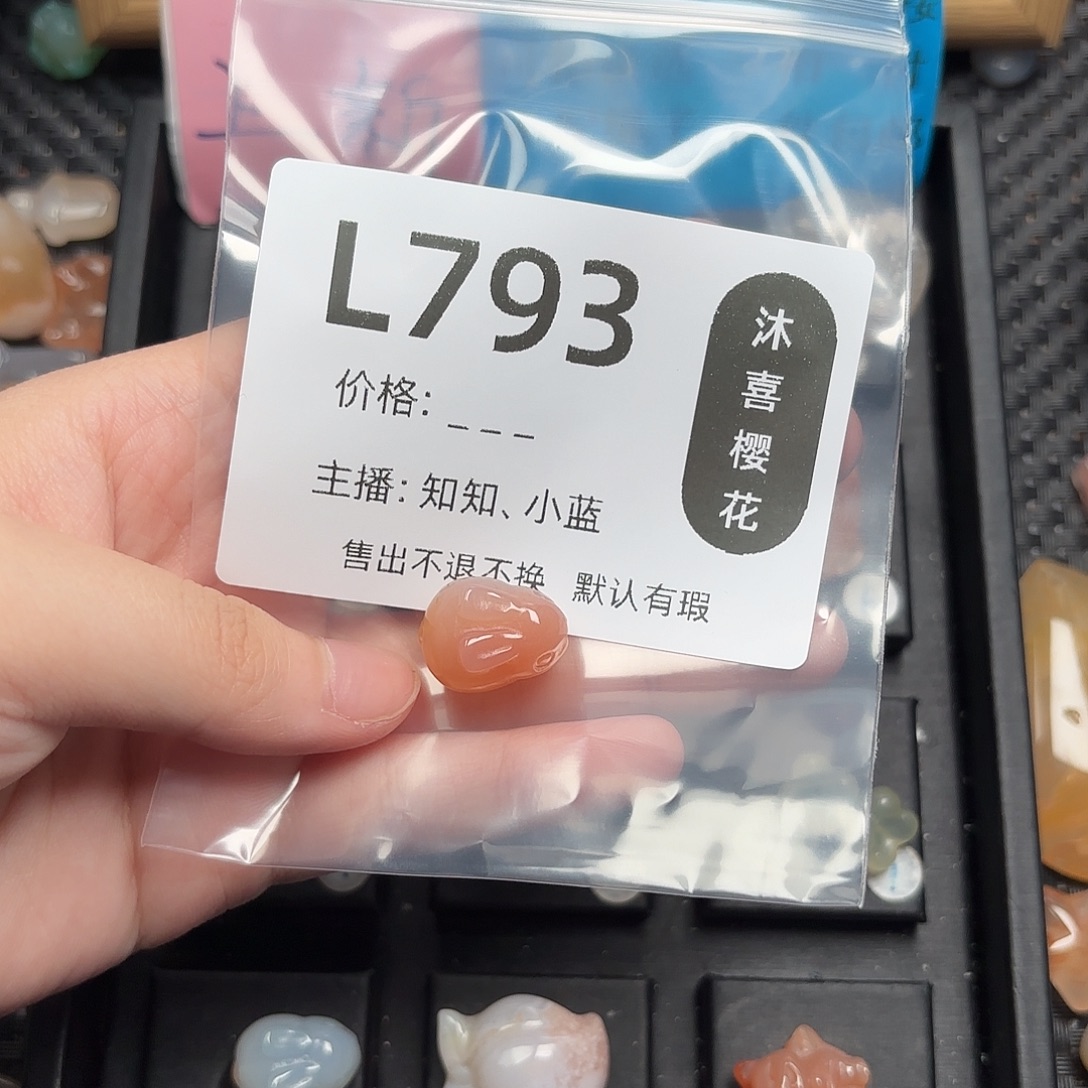 L793
价格: _ _ _
主播: 知知、小蓝
售出不退不换 默认有瑕
沐喜樱花